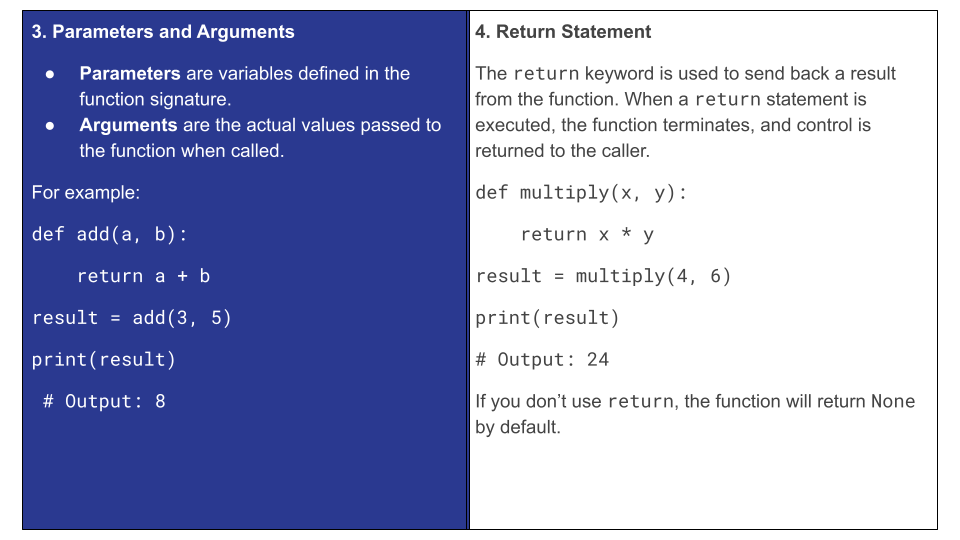 3. Parameters and Arguments
● Parameters are variables defined in the
function signature.
● Arguments are the actual values passed to
the function when called.
For example:
def add(a, b):
    return a + b
result = add(3, 5)
print(result)
 # Output: 8
4. Return Statement
The return keyword is used to send back a result
from the function. When a return statement is
executed, the function terminates, and control is
returned to the caller.
def multiply(x, y):
    return x * y
result = multiply(4, 6)
print(result)
# Output: 24
If you don’t use return, the function will return None
by default.